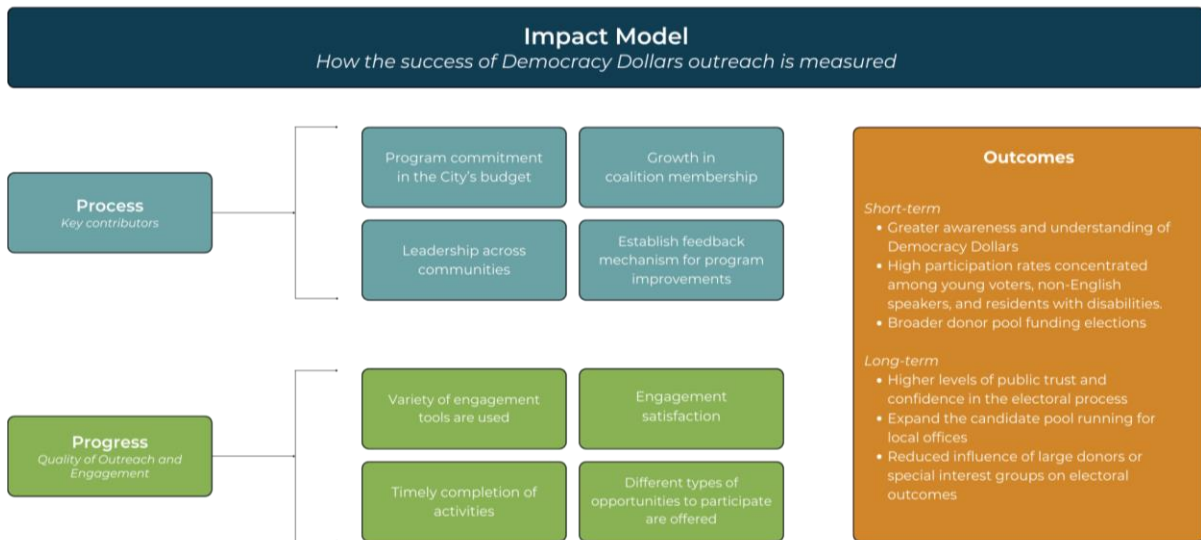 Impact Model
How the success of Democracy Dollars outreach is measured
Process
Key contributors
Program commitment
in the City's budget
Growth in
coalition membership
Leadership across
communities
Establish feedback
mechanism for program
improvements
Progress
Quality of Outreach and
Engagement
Variety of engagement
tools are used
Engagement
satisfaction
Timely completion of
activities
Different types of
opportunities to participate
are offered
Outcomes
Short-term
• Greater awareness and understanding of
Democracy Dollars
• High participation rates concentrated
among young voters, non-English
speakers, and residents with disabilities.
• Broader donor pool funding elections
Long-term
• Higher levels of public trust and
confidence in the electoral process
• Expand the candidate pool running for
local offices
• Reduced influence of large donors or
special interest groups on electoral
outcomes